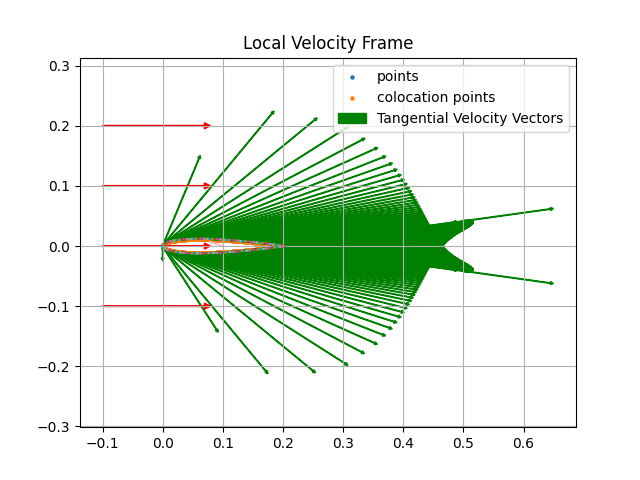 Local Velocity Frame
points
colocation points
Tangential Velocity Vectors
0.3
0.2
0.1
0.0
−0.1
−0.2
−0.3
−0.1 0.0 0.1 0.2 0.3 0.4 0.5 0.6